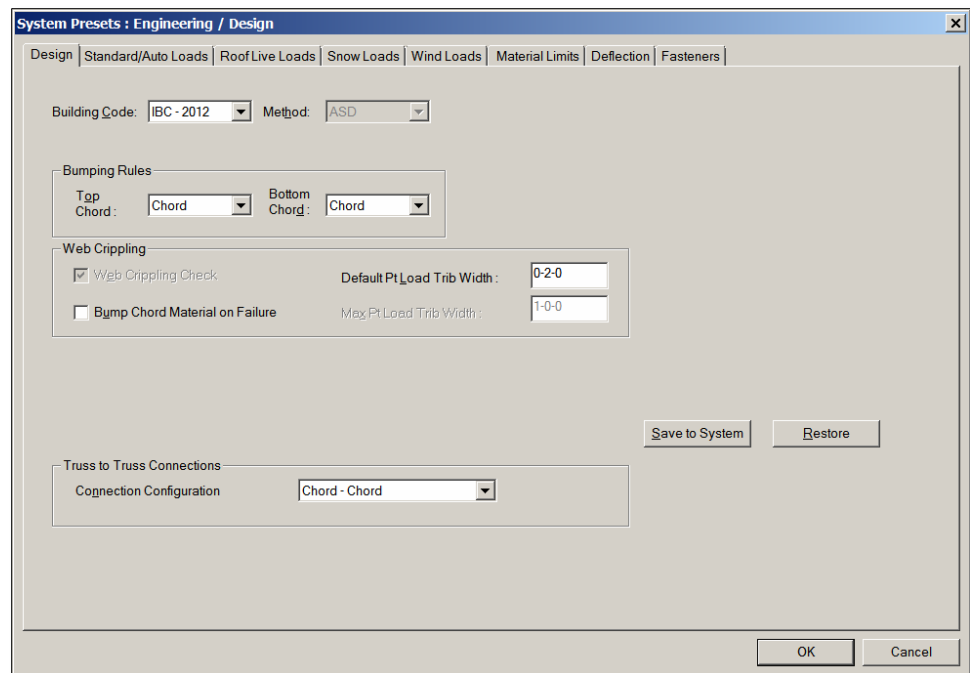 System Presets : Engineering / Design
Design Standard/Auto Loads Roof Live Loads Snow Loads Wind Loads Material Limits Deflection Fasteners
Building Code: IBC - 2012 Method: ASD
Bumping Rules
Top Chord : Chord Bottom Chord : Chord
Web Crippling
Web Crippling Check Default Pt Load Trib Width : 0-2-0
Bump Chord Material on Failure Max Pt Load Trib Width : 1-0-0
Save to System Restore
Truss to Truss Connections
Connection Configuration Chord - Chord
OK Cancel